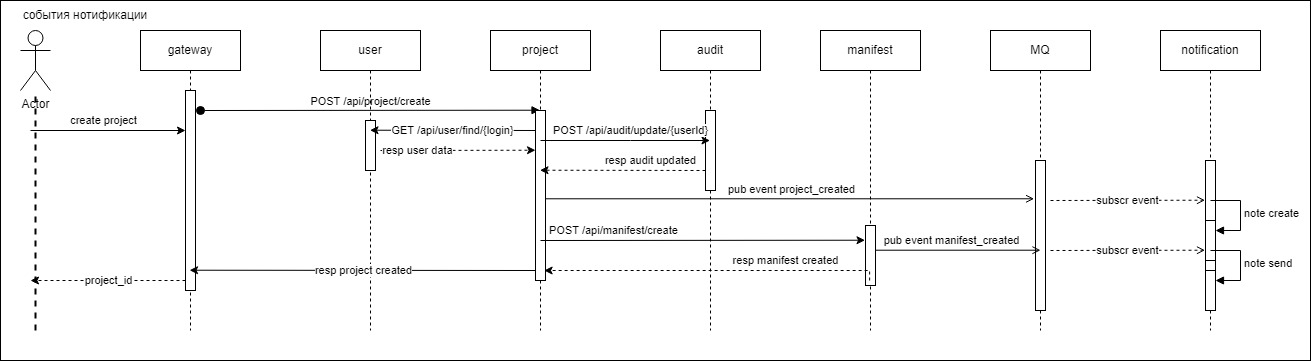 события нотификации
Actor
gateway
user
project
audit
manifest
MQ
notification
POST /api/project/create
create project
GET /api/user/find/{login}
POST /api/audit/update/{userId}
resp user data
resp audit updated
pub event project_created
subscr event
note create
POST /api/manifest/create
pub event manifest_created
subscr event
resp manifest created
note send
resp project created
project_id